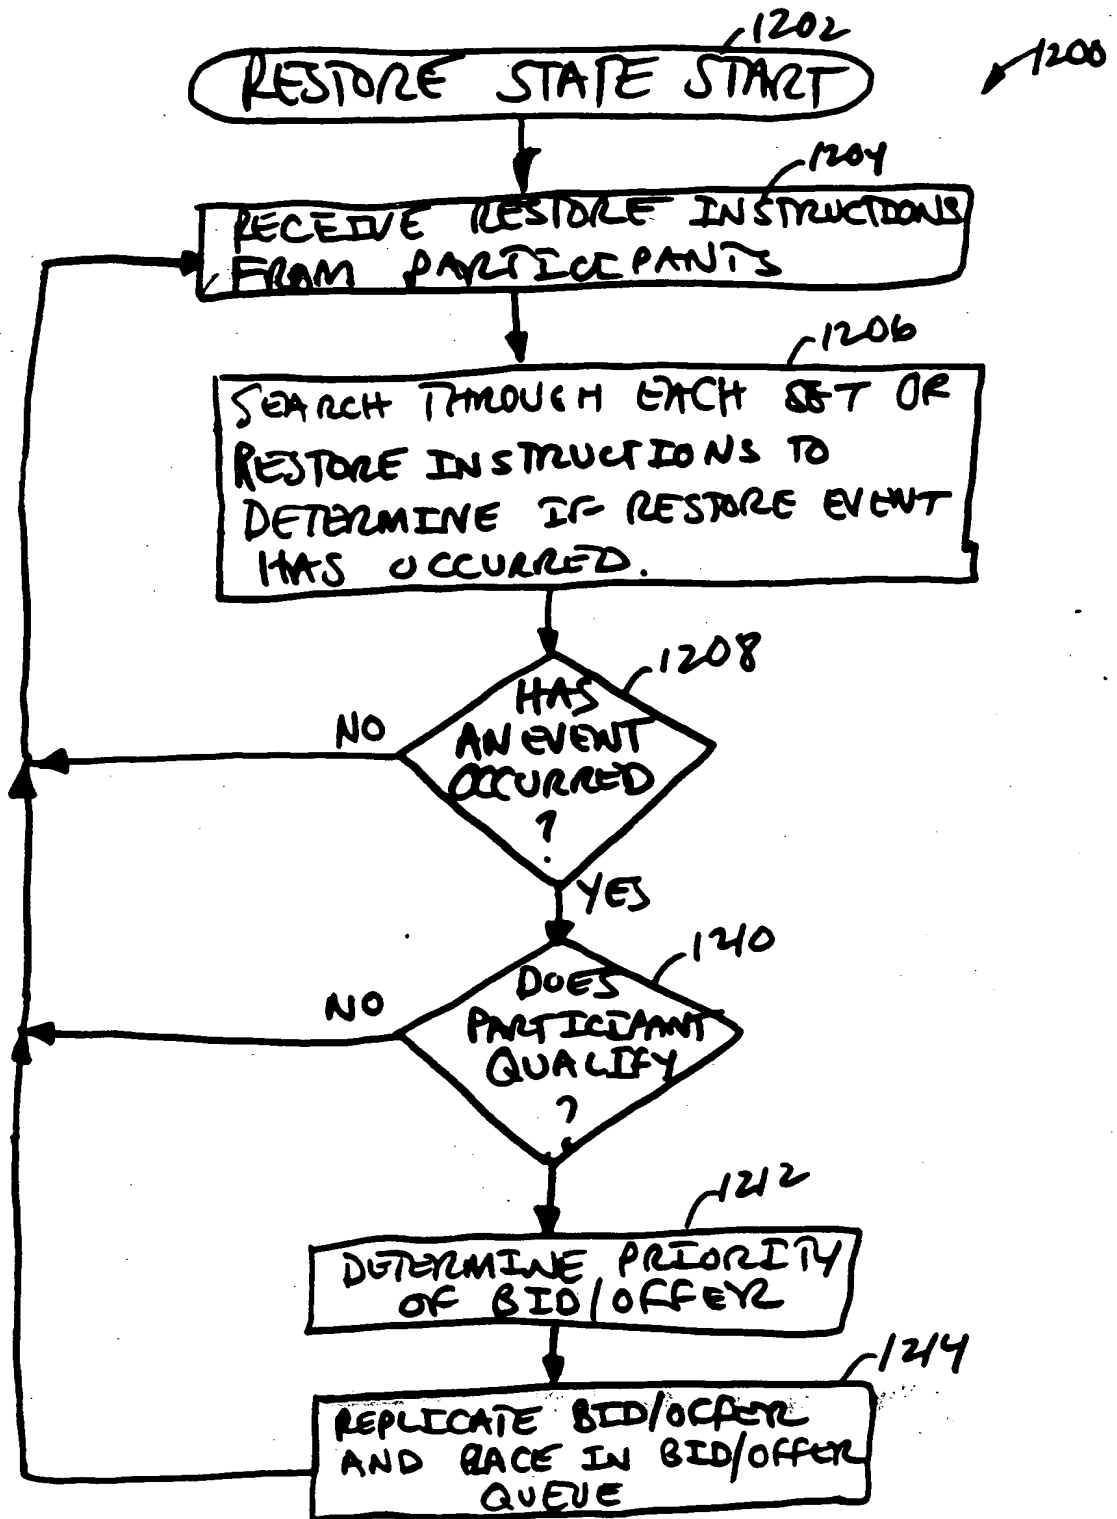 1202
1200
RESTORE STATE START
1204
RECEIVE RESTORE INSTRUCTIONS
FROM PARTICIPANTS
1206
SEARCH THROUGH EACH SET OF
RESTORE INSTRUCTIONS TO
DETERMINE IF RESTORE EVENT
HAS OCCURRED.
1208
HAS
AN EVENT
OCCURRED
?
NO
YES
1210
DOES
PARTICIPANT
QUALIFY
?
NO
1212
DETERMINE PRIORITY
OF BID/OFFER
1214
REPLICATE BID/OFFER
AND PLACE IN BID/OFFER
QUEUE